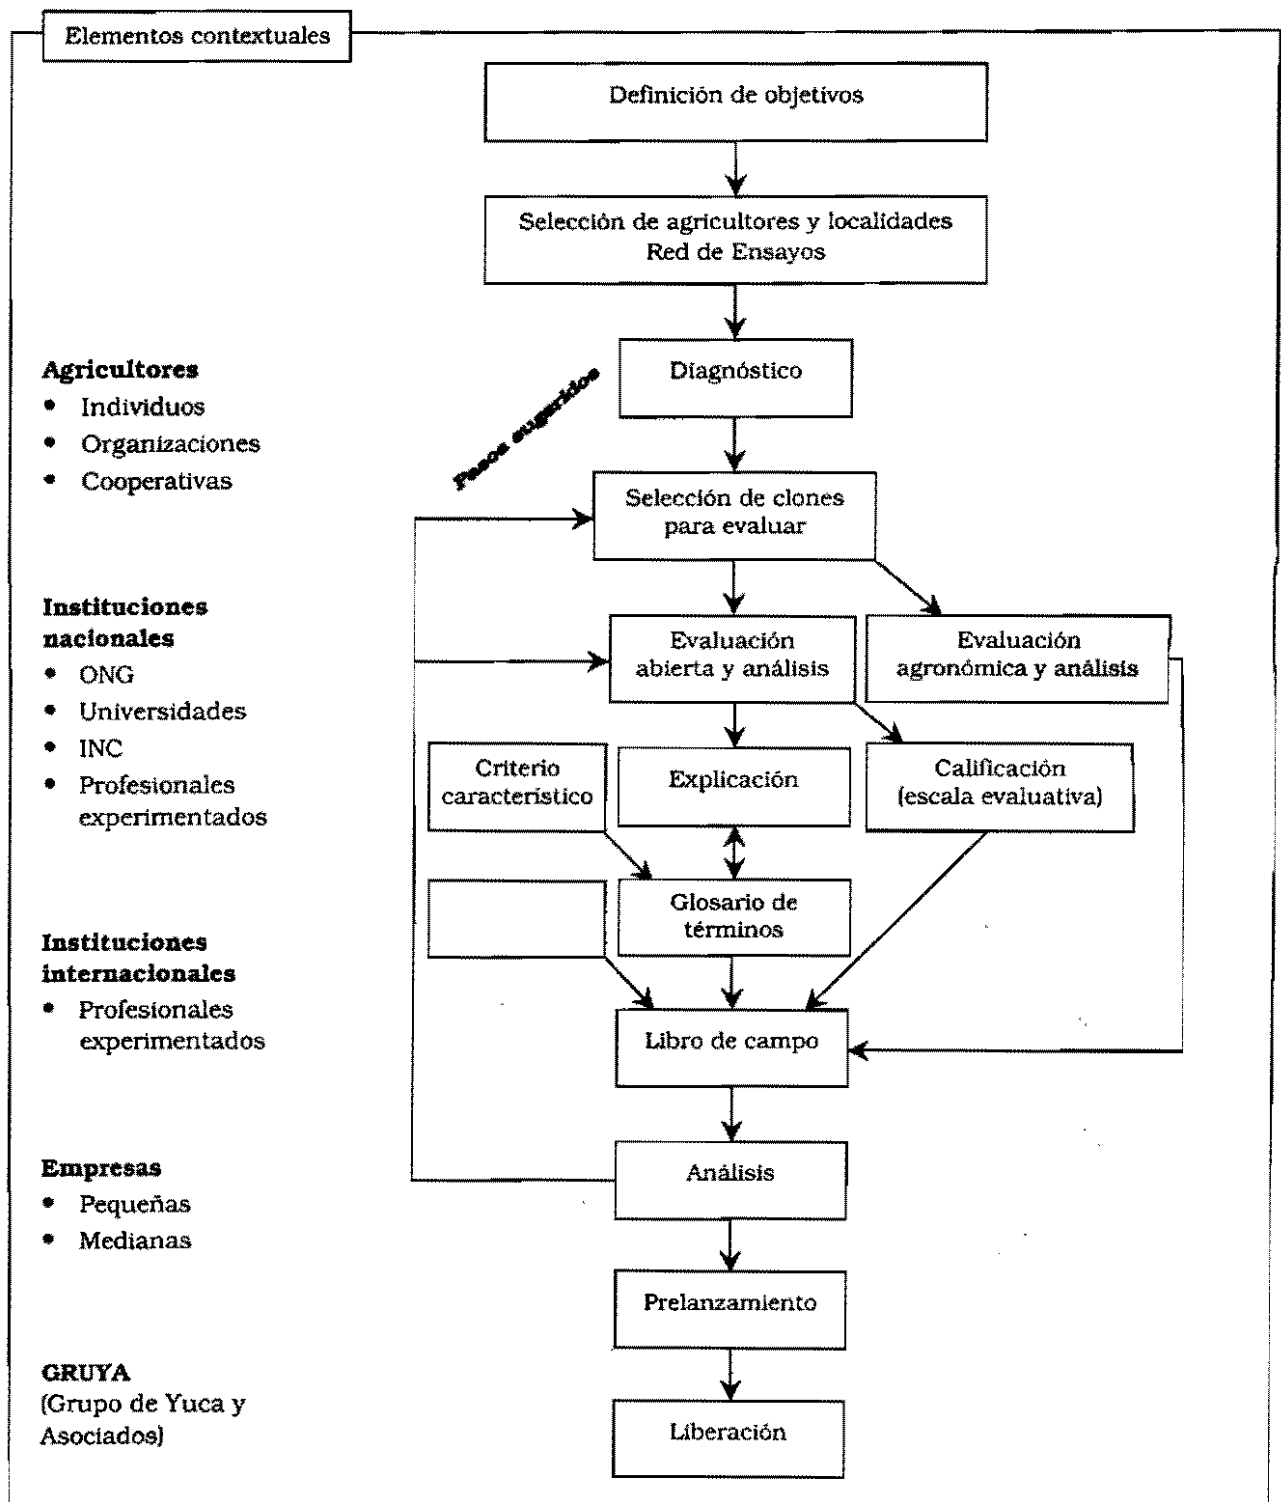 Elementos contextuales
Definición de objetivos
Selección de agricultores y localidades
Red de Ensayos
Agricultores
• Individuos
• Organizaciones
• Cooperativas
Pasos sugeridos
Diagnóstico
Selección de clones
para evaluar
Instituciones
nacionales
• ONG
• Universidades
• INC
• Profesionales
experimentados
Evaluación
abierta y análisis
Evaluación
agronómica y análisis
Criterio
característico
Explicación
Calificación
(escala evaluativa)
Glosario de
términos
Instituciones
internacionales
• Profesionales
experimentados
Libro de campo
Empresas
• Pequeñas
• Medianas
Análisis
Prelanzamiento
GRUYA
(Grupo de Yuca y
Asociados)
Liberación